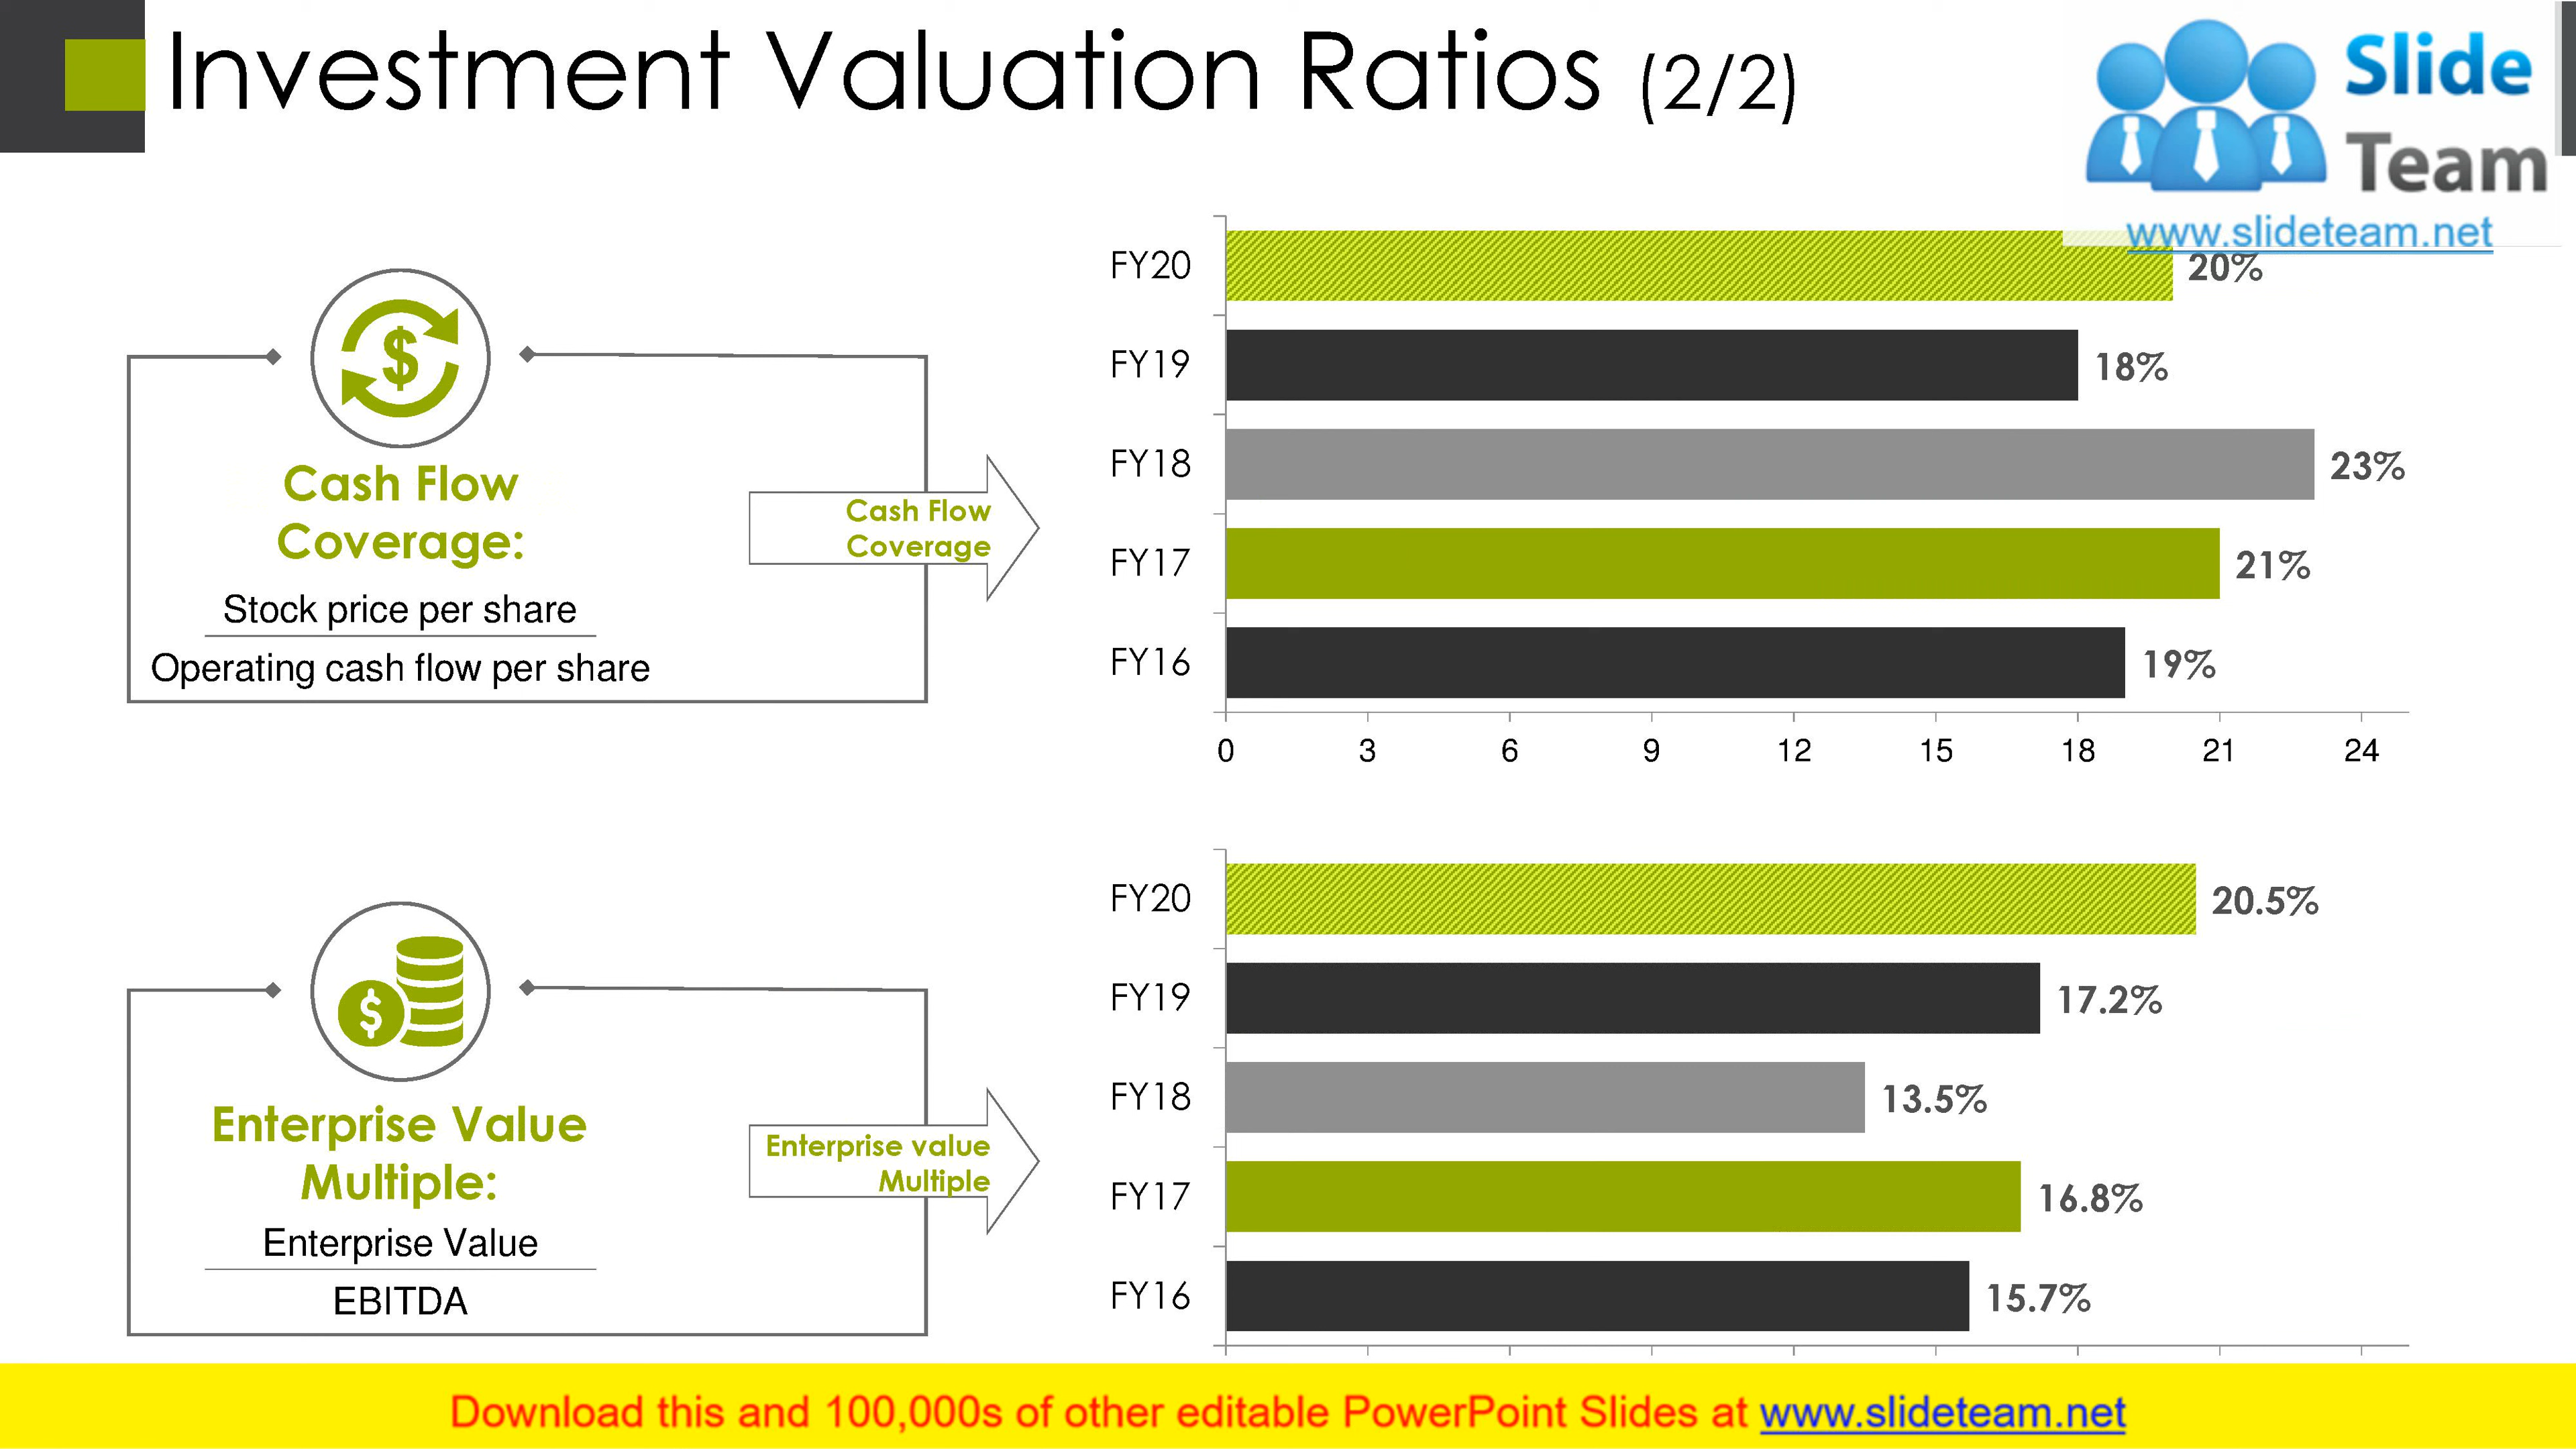 Investment Valuation Ratios (2/2)
Slide
Team
www.slideteam.net
$
Cash Flow
Coverage:
Stock price per share
Operating cash flow per share
Cash Flow
Coverage
FY20
20%
FY19
18%
FY18
23%
FY17
21%
FY16
19%
0 3 6 9 12 15 18 21 24
$
Enterprise Value
Multiple:
Enterprise Value
EBITDA
Enterprise value
Multiple
FY20
20.5%
FY19
17.2%
FY18
13.5%
FY17
16.8%
FY16
15.7%
Download this and 100,000s of other editable PowerPoint Slides at www.slideteam.net